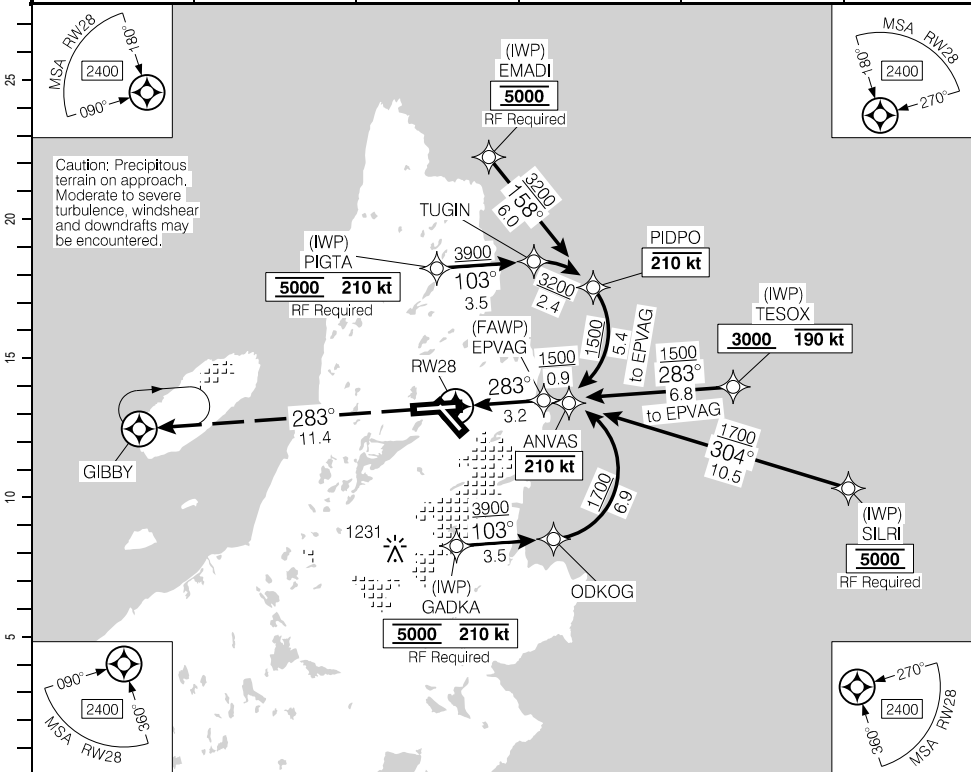 MSA RW28
180°
2400
090°
MSA RW28
180°
2400
270°
25
20
15
10
5
Caution: Precipitous
terrain on approach.
Moderate to severe
turbulence, windshear
and downdrafts may
be encountered.
(IWP)
EMADI
5000
RF Required
3200
158°
6.0
TUGIN
(IWP)
PIGTA
5000 210 kt
RF Required
3900
103°
3.5
3200
2.4
PIDPO
210 kt
1500
5.4
to EPVAG
(IWP)
TESOX
3000 190 kt
1500
283°
6.8
to EPVAG
(FAWP)
EPVAG
1500
0.9
RW28
283°
3.2
283°
11.4
GIBBY
ANVAS
210 kt
1700
304°
10.5
(IWP)
SILRI
5000
RF Required
1700
6.9
1231
3900
103°
3.5
ODKOG
(IWP)
GADKA
5000 210 kt
RF Required
090°
2400
360°
MSA RW28
270°
2400
360°
MSA RW28